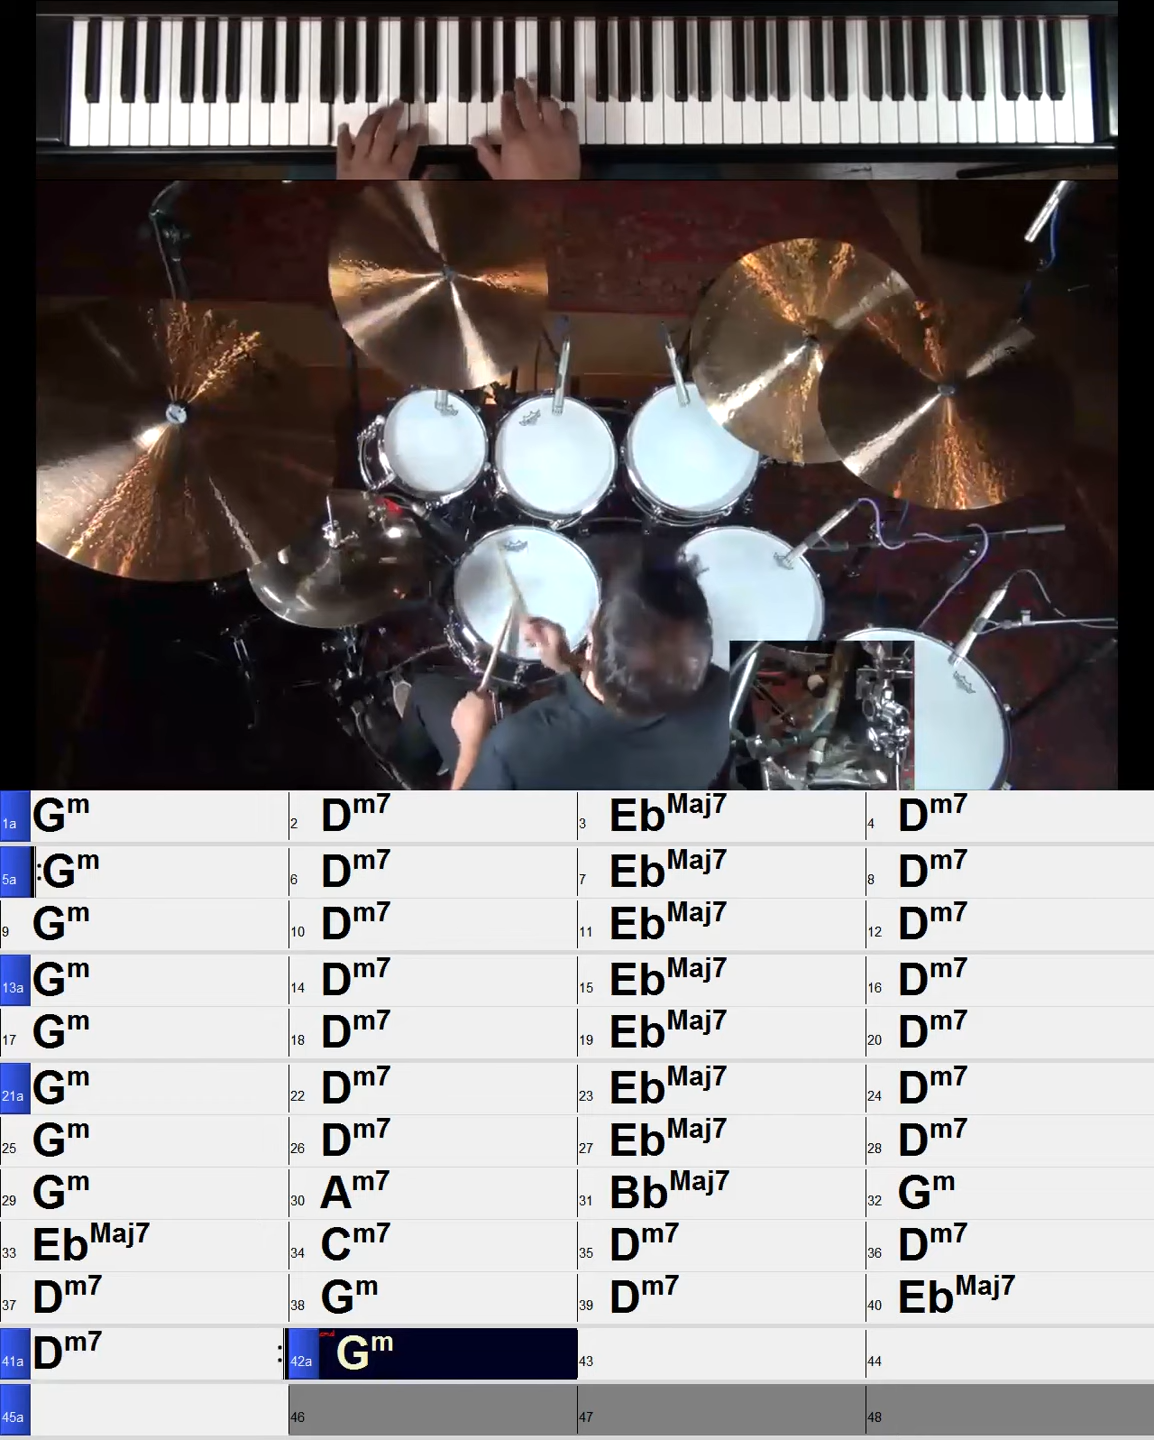 1a Gm 2 Dm7 3 EbMaj7 4 Dm7
5a :Gm 6 Dm7 7 EbMaj7 8 Dm7
9 Gm 10 Dm7 11 EbMaj7 12 Dm7
13a Gm 14 Dm7 15 EbMaj7 16 Dm7
17 Gm 18 Dm7 19 EbMaj7 20 Dm7
21a Gm 22 Dm7 23 EbMaj7 24 Dm7
25 Gm 26 Dm7 27 EbMaj7 28 Dm7
29 Gm 30 Am7 31 BbMaj7 32 Gm
33 EbMaj7 34 Cm7 35 Dm7 36 Dm7
37 Dm7 38 Gm 39 Dm7 40 EbMaj7
41a Dm7 : 42a end Gm 43 44
45a 46 47 48